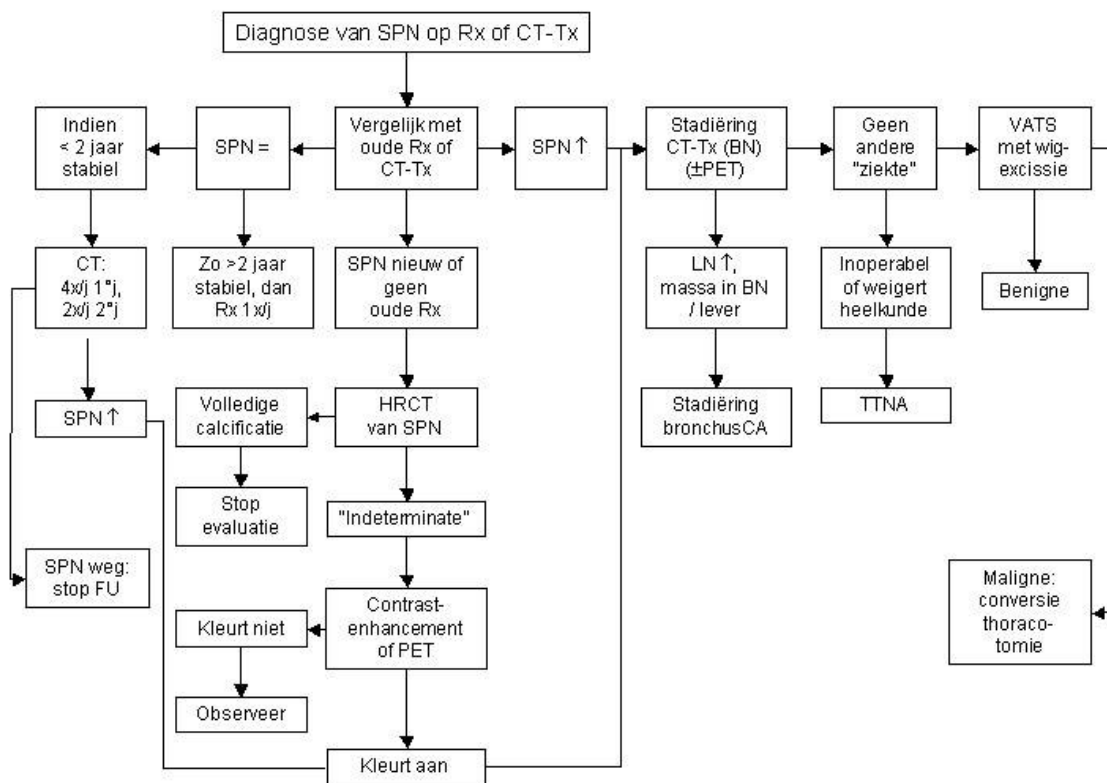 Diagnose van SPN op Rx of CT-Tx
Indien
< 2 jaar
stabiel
SPN =
Vergelijk met
oude Rx of
CT-Tx
SPN ↑
Stadiëring
CT-Tx (BN)
(±PET)
Geen
andere
"ziekte"
VATS
met wig-
excissie
CT:
4x/j 1°j,
2x/j 2°j
Zo >2 jaar
stabiel, dan
Rx 1x/j
SPN nieuw of
geen
oude Rx
LN ↑,
massa in BN
/ lever
Inoperabel
of weigert
heelkunde
Benigne
SPN ↑
Volledige
calcificatie
HRCT
van SPN
Stadiëring
bronchusCA
TTNA
Stop
evaluatie
"Indeterminate"
SPN weg:
stop FU
Kleurt niet
Contrast-
enhancement
of PET
Maligne:
conversie
thoraco-
tomie
Observeer
Kleurt aan